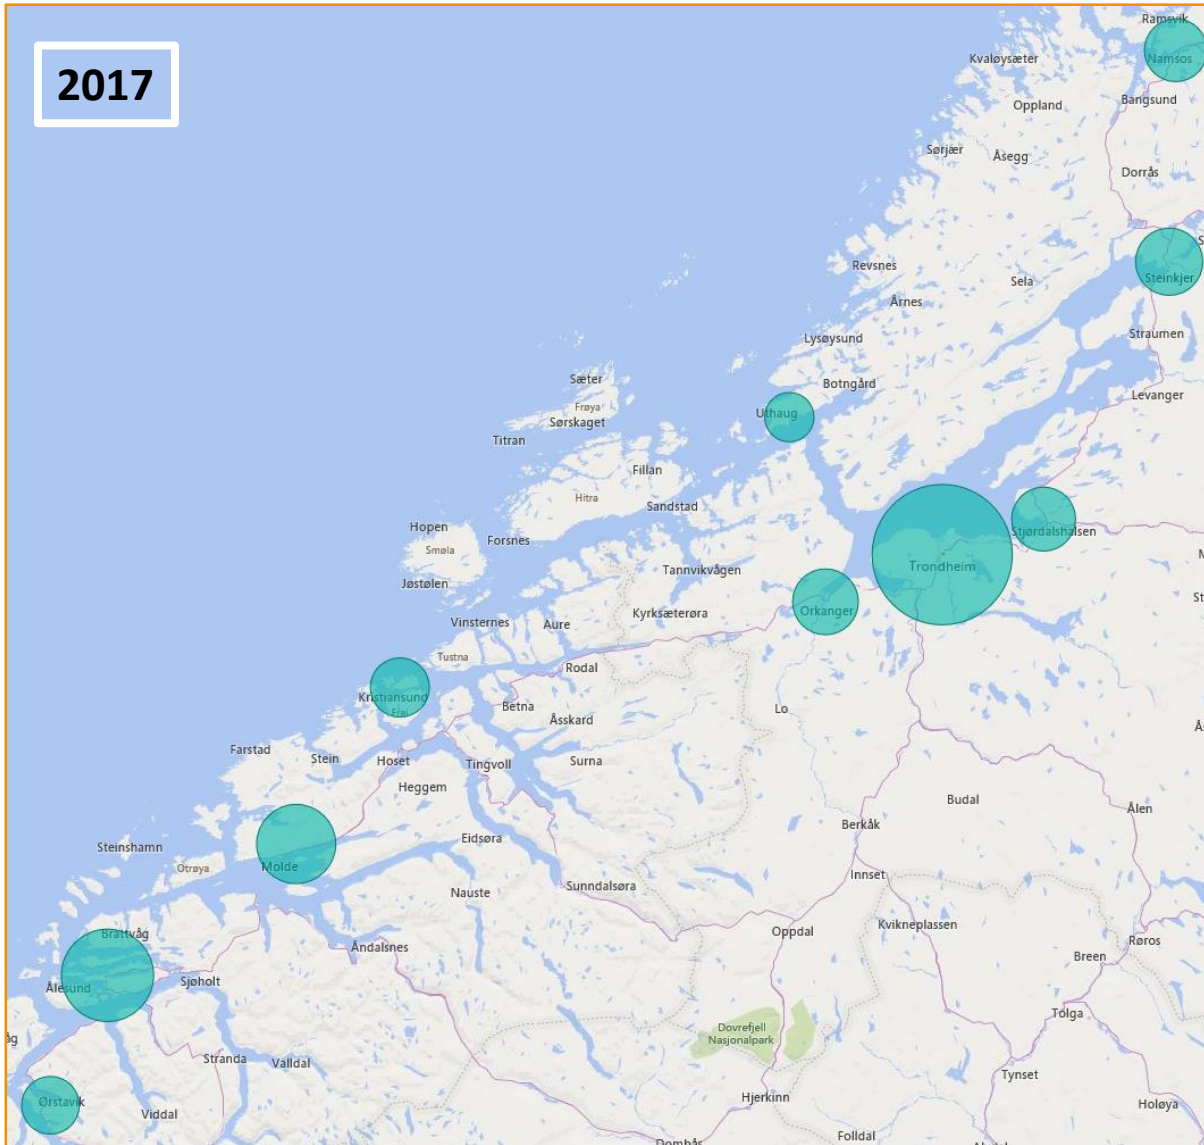 2017
Ramsvik
Kvaløysæter
Namsos
Bangsund
Oppland
Sørjær
Åsegg
Dorrås
Revsnes
Sela
Steinkjer
Årnes
Straumen
Lysøysund
Sæter
Botngård
Levanger
Frøya
Uthaug
Sørskaget
Titran
Fillan
Hitra
Sandstad
Hopen
Forsnes
Smøla
Stjørdalshalsen
Trondheim
Tannvikvågen
Jøstølen
Orkanger
Kyrksæterøra
Vinsternes
Aure
Tustna
Rodal
Kristiansund
Frei
Betna
Lo
Åsskard
Farstad
Stein
Hoset
Tingvoll
Surna
Heggem
Budal
Ålen
Berkåk
Eidsøra
Steinshamn
Otrøya
Molde
Innset
Nauste
Sunndalsøra
Kvikneplassen
Brattvåg
Oppdal
Røros
Åndalsnes
Breen
Sjøholt
Ålesund
Tolga
Dovrefjell
Nasjonalpark
Stranda
Valldal
Tynset
Hjerkinn
Ørstavik
Viddal
Holøya
Folldal
Dombås